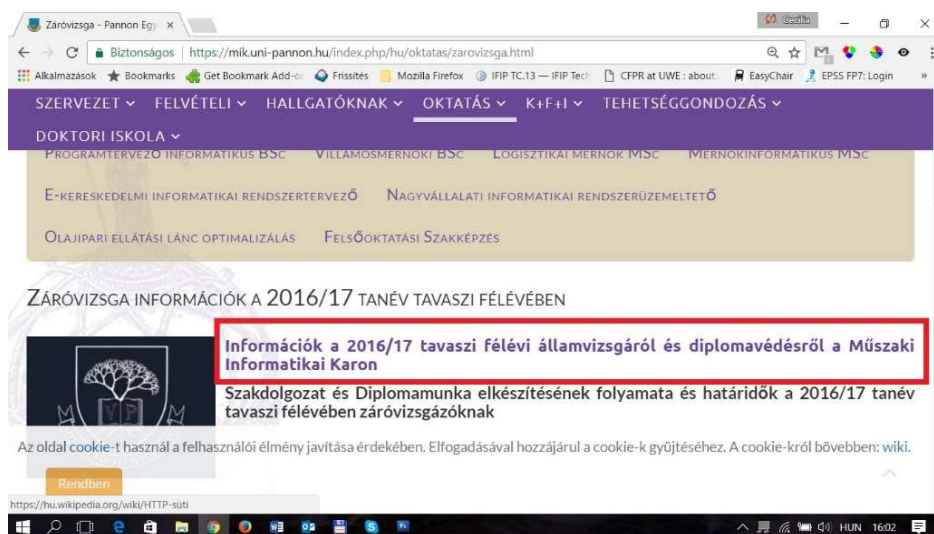 Záróvizsga - Pannon Egy
Cecilia
Biztonságos | https://mik.uni-pannon.hu/index.php/hu/oktatas/zarovizsga.html
Alkalmazások Bookmarks Get Bookmark Add-o Frissítés Mozilla Firefox IFIP TC.13 — IFIP Tech CFPR at UWE : about. EasyChair EPSS FP7: Login »
SZERVEZET FELVÉTELI HALLGATÓKNAK OKTATÁS K+F+I TEHETSÉGGONDOZÁS
DOKTORI ISKOLA
PROGRAMTERVEZŐ INFORMATIKUS BSC VILLAMOSMÉRNÖKI BSC LOGISZTIKAI MÉRNÖK MSC MÉRNÖKINFORMATIKUS MSC
E-KERESKEDELMI INFORMATIKAI RENDSZERTERVEZŐ NAGYVÁLLALATI INFORMATIKAI RENDSZERÜZEMELTETŐ
OLAJIPARI ELLÁTÁSI LÁNC OPTIMALIZÁLÁS FELSŐOKTATÁSI SZAKKÉPZÉS
ZÁRÓVIZSGA INFORMÁCIÓK A 2016/17 TANÉV TAVASZI FÉLÉVÉBEN
Információk a 2016/17 tavaszi félévi államvizsgáról és diplomavédésről a Műszaki
Informatikai Karon
Szakdolgozat és Diplomamunka elkészítésének folyamata és határidők a 2016/17 tanév
tavaszi félévében záróvizsgázóknak
M VP M
Az oldal cookie-t használ a felhasználói élmény javítása érdekében. Elfogadásával hozzájárul a cookie-k gyűjtéséhez. A cookie-król bővebben: wiki.
Rendben
https://hu.wikipedia.org/wiki/HTTP-süti
HUN 16:02